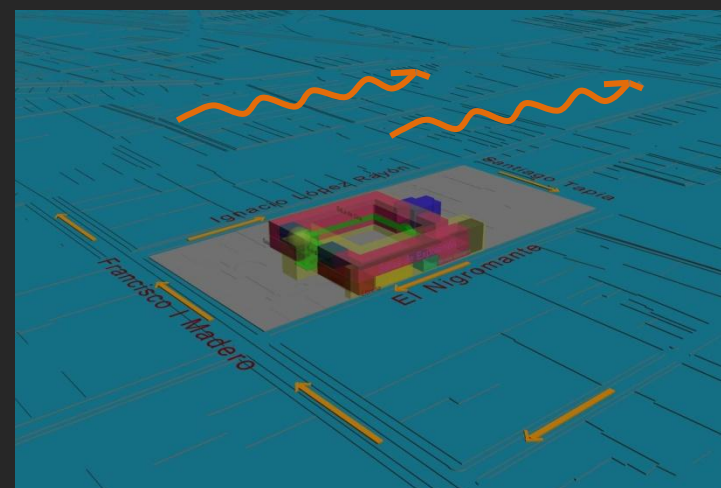 Santiago Tapia
Ignacio López Rayón
El Nigromante
Francisco I Madero